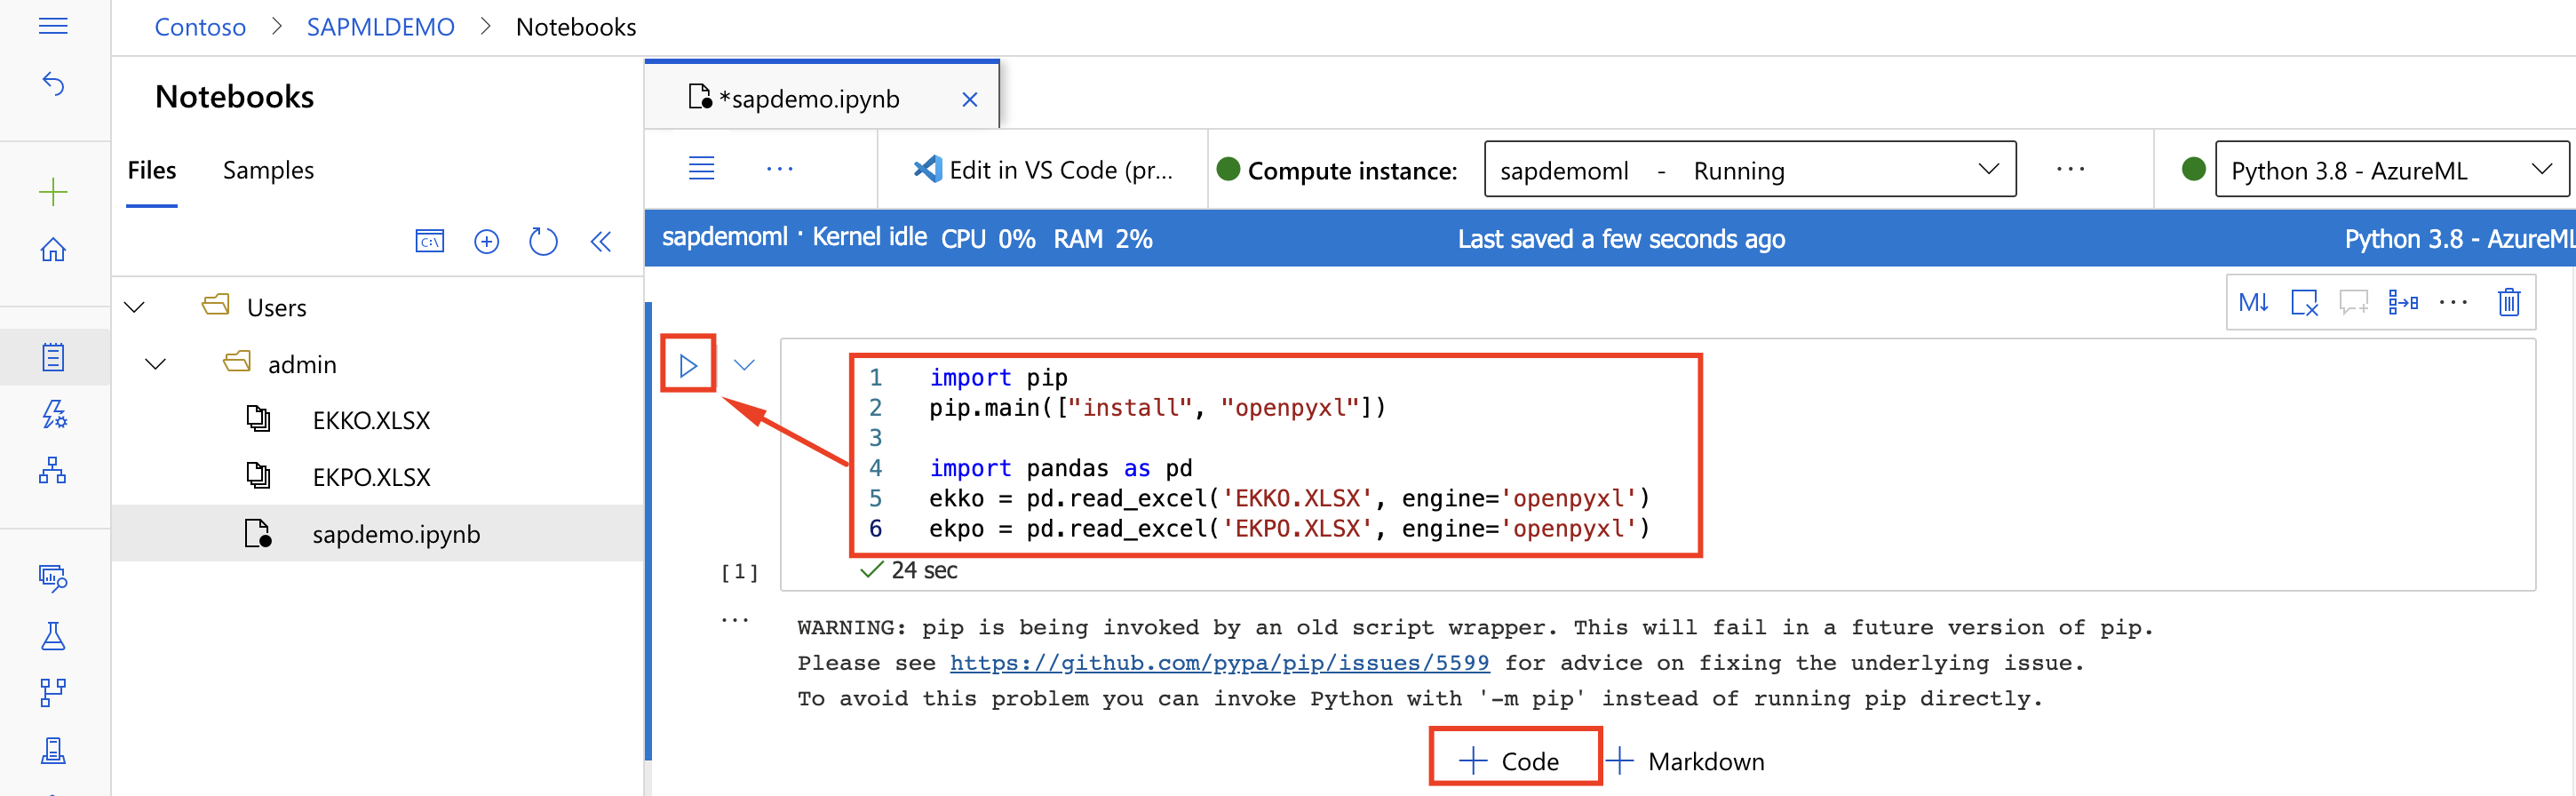 Contoso > SAPMLDEMO > Notebooks
Notebooks
Files Samples
Users
admin
EKKO.XLSX
EKPO.XLSX
sapdemo.ipynb
*sapdemo.ipynb
Edit in VS Code (pr...
Compute instance:
sapdemoml - Running
Python 3.8 - AzureML
sapdemoml · Kernel idle CPU 0% RAM 2%
Last saved a few seconds ago
Python 3.8 - AzureML
M↓
1 import pip
2 pip.main(["install", "openpyxl"])
3
4 import pandas as pd
5 ekko = pd.read_excel('EKKO.XLSX', engine='openpyxl')
6 ekpo = pd.read_excel('EKPO.XLSX', engine='openpyxl')
[1]
24 sec
WARNING: pip is being invoked by an old script wrapper. This will fail in a future version of pip.
Please see https://github.com/pypa/pip/issues/5599 for advice on fixing the underlying issue.
To avoid this problem you can invoke Python with '-m pip' instead of running pip directly.
+ Code + Markdown